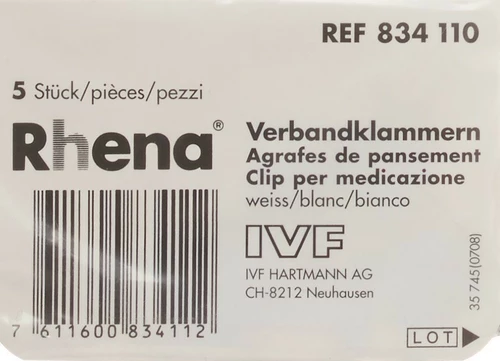 REF 834 110
5 Stück/pièces/pezzi
Rhena®
Verbandklammern
Agrafes de pansement
Clip per medicazione
weiss/blanc/bianco
IVF
IVF HARTMANN AG
CH-8212 Neuhausen
35 745(0708)
7 611600 834112
LOT